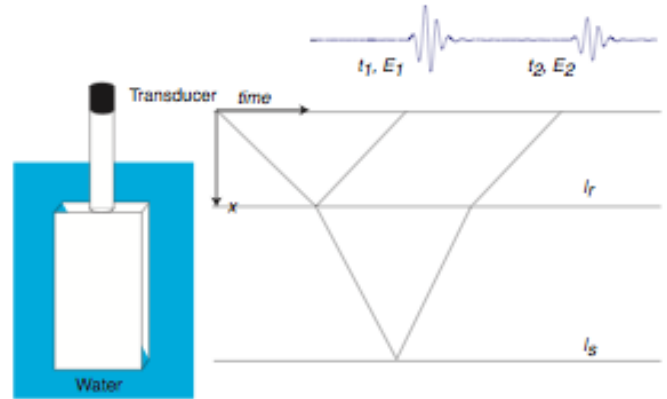 t1, E1
t2, E2
Transducer
time
x
lr
ls
Water